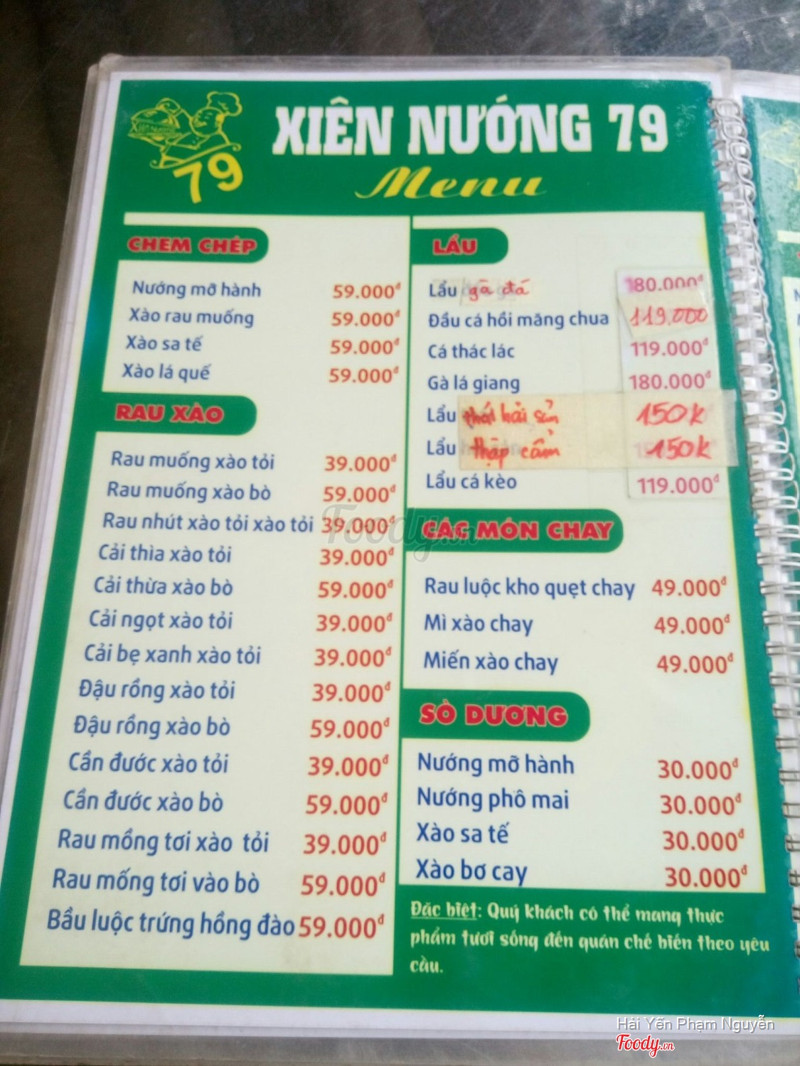 XIÊN NƯỚNG 79
Menu
79
CHEM CHÉP
Nướng mỡ hành 59.000đ
Xào rau muống 59.000đ
Xào sa tế 59.000đ
Xào lá quế 59.000đ
RAU XÀO
Rau muống xào tỏi 39.000đ
Rau muống xào bò 59.000đ
Rau nhút xào tỏi xào tỏi 39.000đ
Cải thìa xào tỏi 39.000đ
Cải thừa xào bò 59.000đ
Cải ngọt xào tỏi 39.000đ
Cải bẹ xanh xào tỏi 39.000đ
Đậu rồng xào tỏi 39.000đ
Đậu rồng xào bò 59.000đ
Cần đước xào tỏi 39.000đ
Cần đước xào bò 59.000đ
Rau mồng tơi xào tỏi 39.000đ
Rau mống tơi vào bò 59.000đ
Bầu luộc trứng hồng đào 59.000đ
LẨU
Lẩu gà đá 180.000đ
Đầu cá hồi măng chua 119.000
Cá thác lác 119.000đ
Gà lá giang 180.000đ
Lẩu thái hải sản 150k
Lẩu thập cẩm 150k
Lẩu cá kèo 119.000đ
CÁC MÓN CHAY
Rau luộc kho quẹt chay 49.000đ
Mì xào chay 49.000đ
Miến xào chay 49.000đ
SÒ DƯƠNG
Nướng mỡ hành 30.000đ
Nướng phô mai 30.000đ
Xào sa tế 30.000đ
Xào bơ cay 30.000đ
Đặc biệt: Quý khách có thể mang thực
phẩm tươi sống đến quán chế biến theo yêu
cầu.
Foody.vn
Hải Yến Phạm Nguyễn
Foody.vn